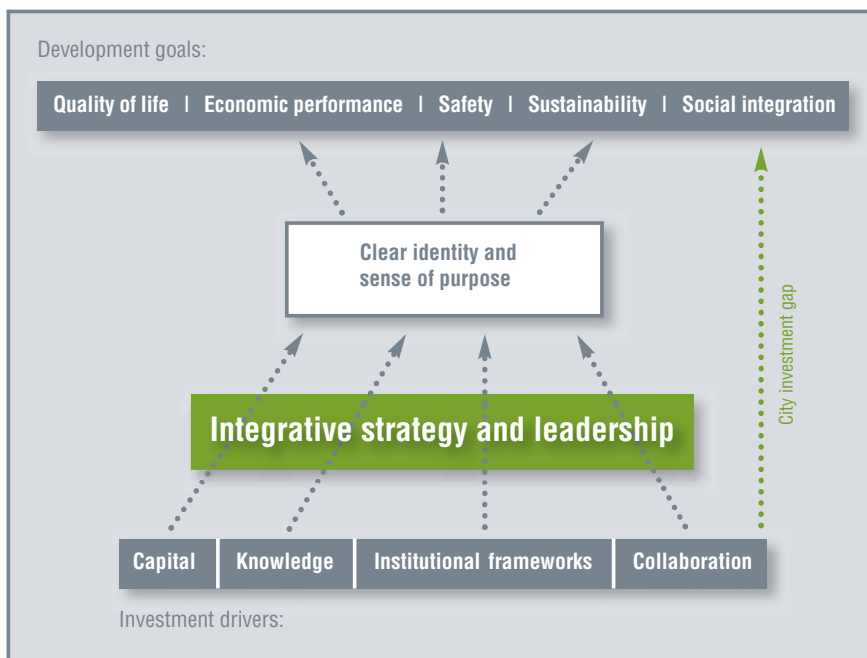 Development goals:
Quality of life | Economic performance | Safety | Sustainability | Social integration
Clear identity and
sense of purpose
City investment gap
Integrative strategy and leadership
Capital Knowledge Institutional frameworks Collaboration
Investment drivers: